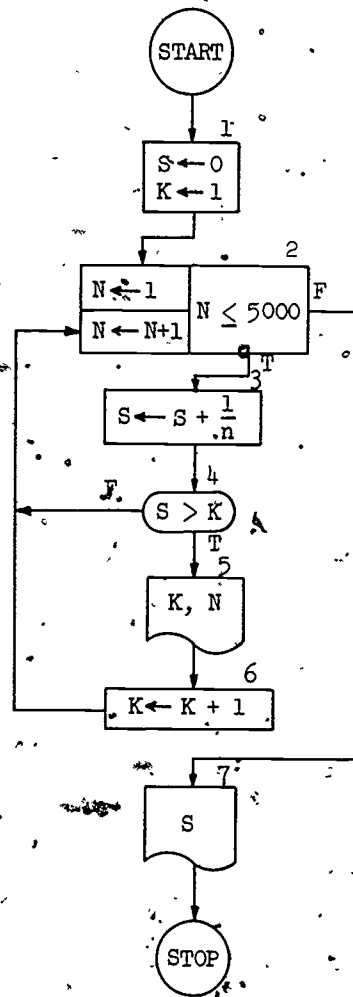 START
1
S ← 0
K ← 1
2
N ← 1
N ← N+1
N ≤ 5000
F
T
3
S ← S + 1/n
4
F
S > K
T
5
K, N
6
K ← K + 1
7
S
STOP